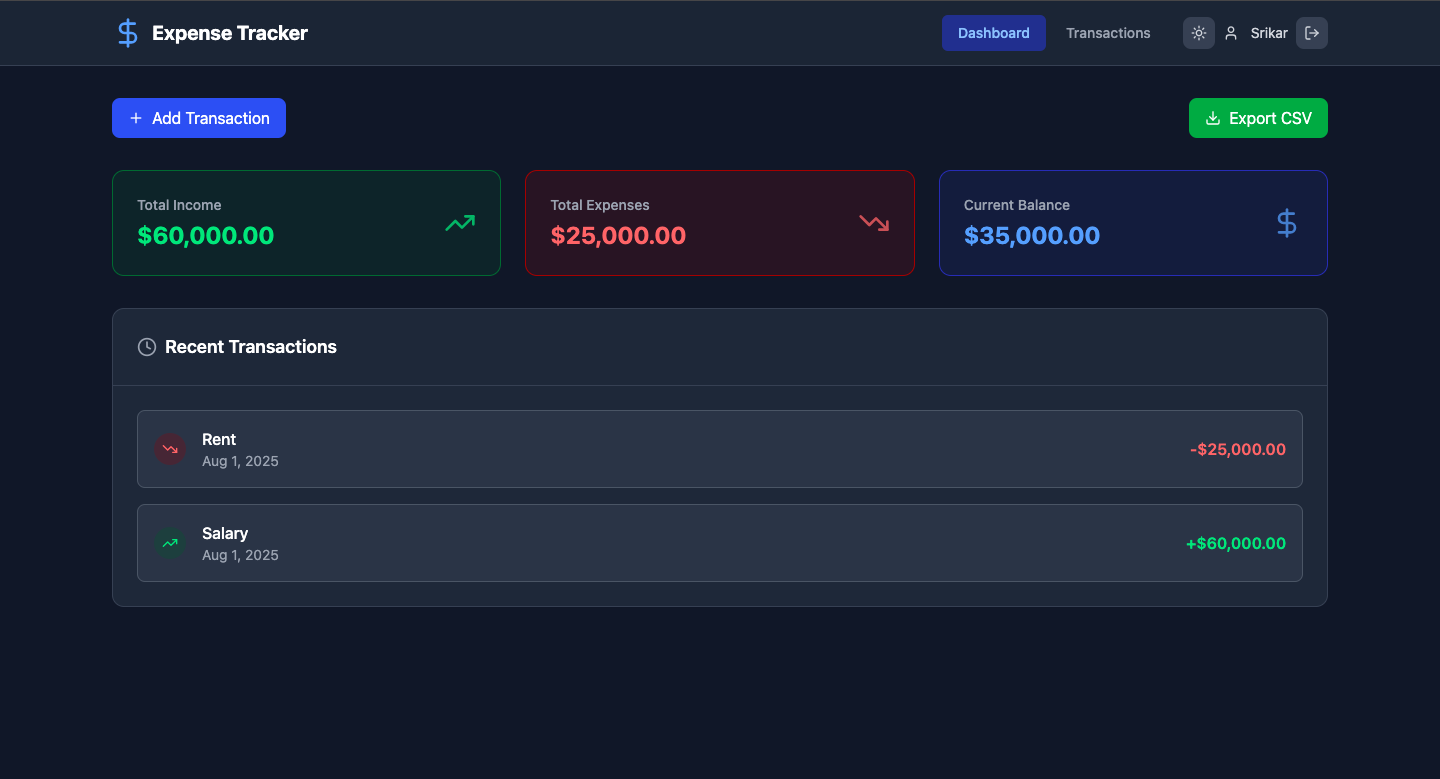 Expense Tracker
Dashboard
Transactions
Srikar
Add Transaction
Export CSV
Total Income
$60,000.00
Total Expenses
$25,000.00
Current Balance
$35,000.00
Recent Transactions
Rent
Aug 1, 2025
-$25,000.00
Salary
Aug 1, 2025
+$60,000.00